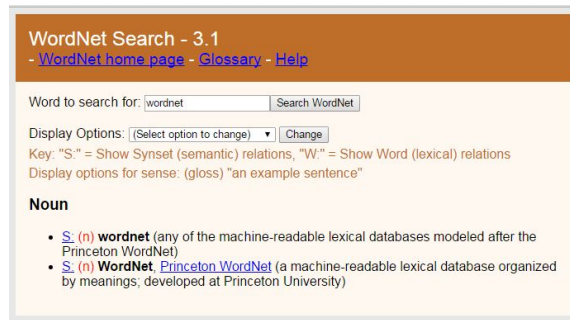 WordNet Search - 3.1
- WordNet home page - Glossary - Help
Word to search for: wordnet Search WordNet
Display Options: (Select option to change) Change
Key: "S:" = Show Synset (semantic) relations, "W:" = Show Word (lexical) relations
Display options for sense: (gloss) "an example sentence"
Noun
• S: (n) wordnet (any of the machine-readable lexical databases modeled after the
Princeton WordNet)
• S: (n) WordNet, Princeton WordNet (a machine-readable lexical database organized
by meanings; developed at Princeton University)